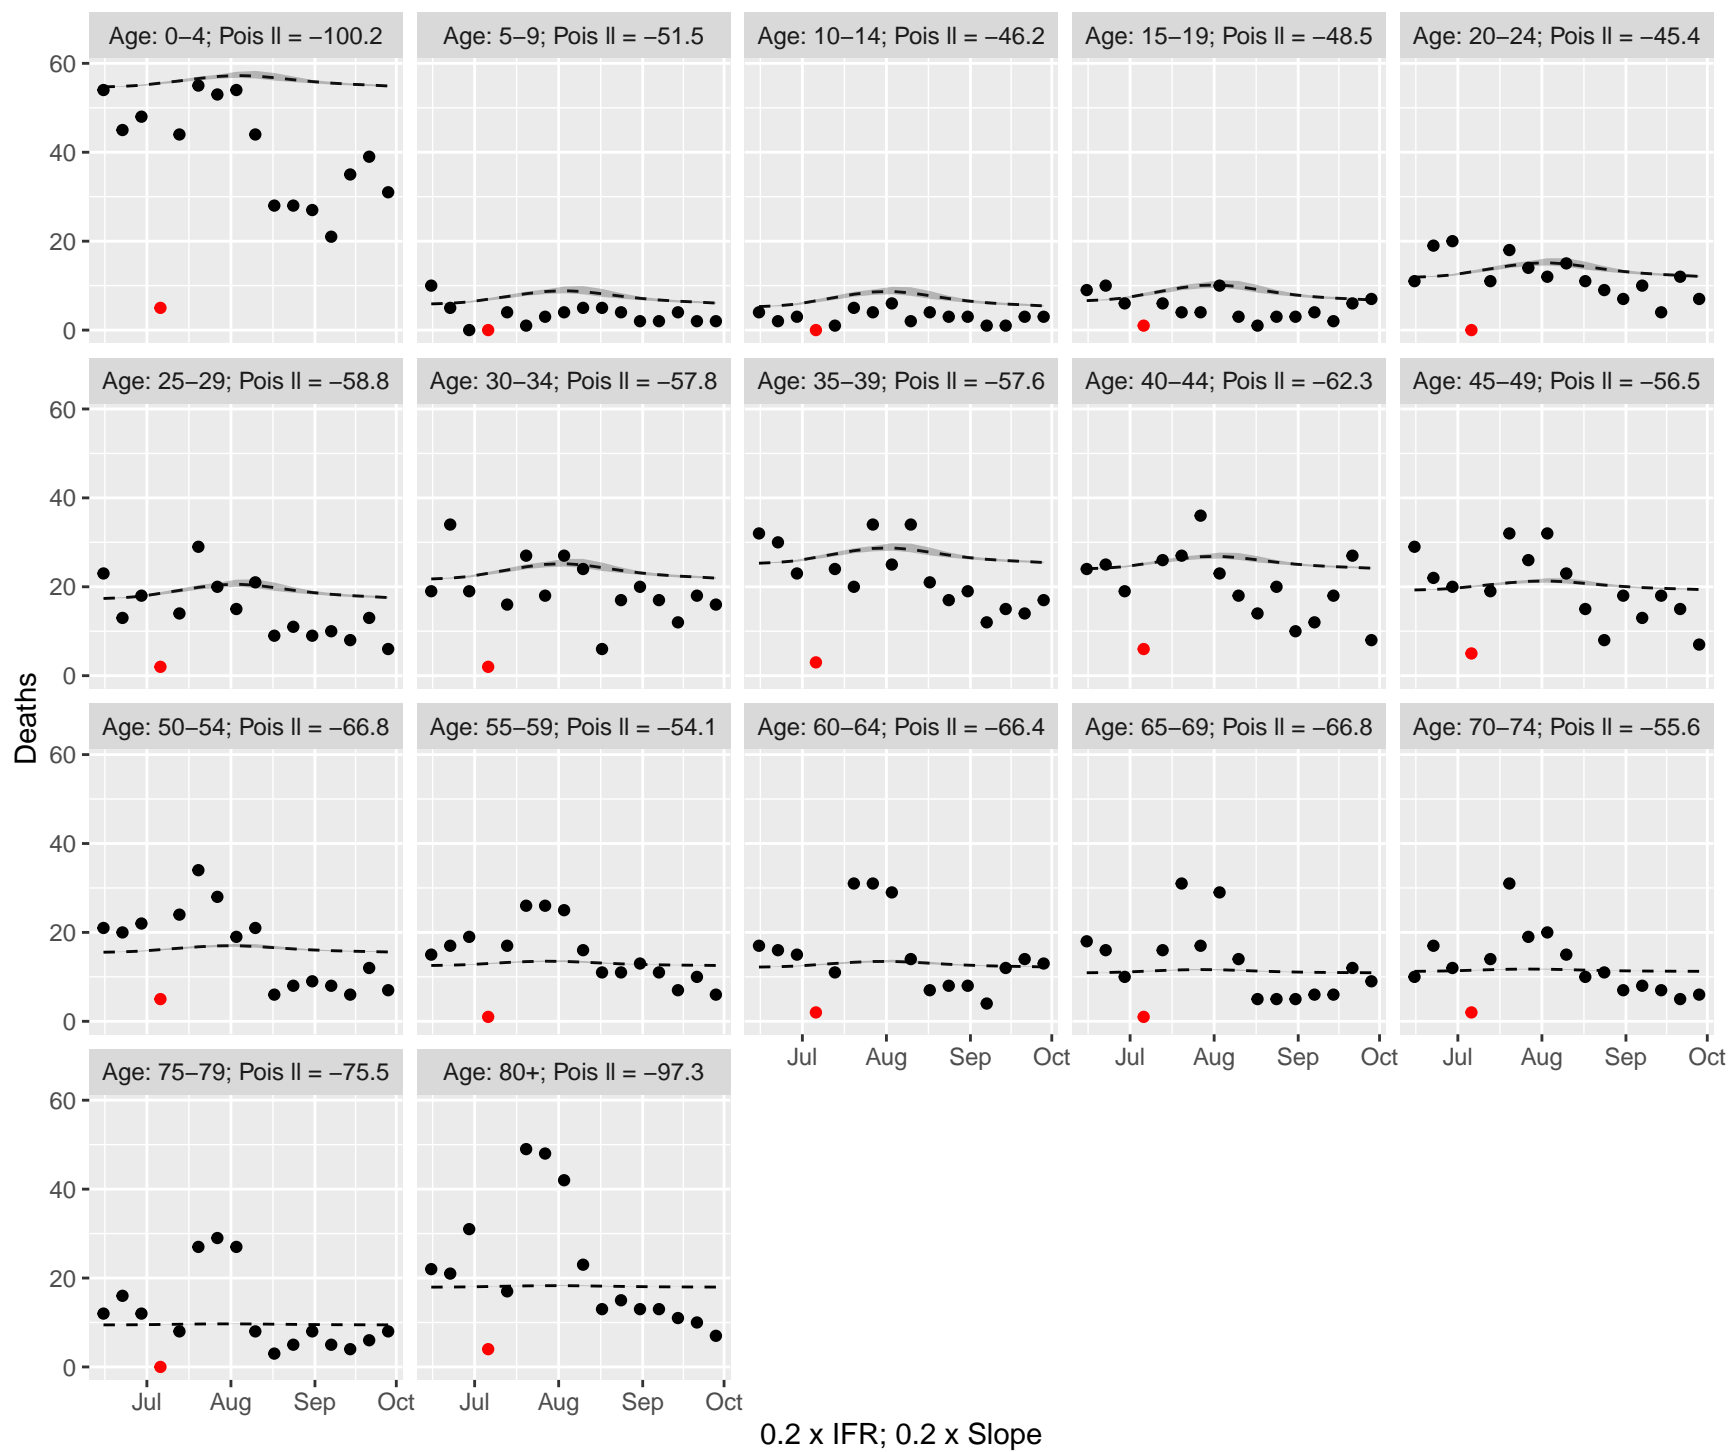 Age: 0−4; Pois ll = −100.2
Age: 5−9; Pois ll = −51.5
Age: 10−14; Pois ll = −46.2
Age: 15−19; Pois ll = −48.5
Age: 20−24; Pois ll = −45.4
60
40
20
0
Age: 25−29; Pois ll = −58.8
Age: 30−34; Pois ll = −57.8
Age: 35−39; Pois ll = −57.6
Age: 40−44; Pois ll = −62.3
Age: 45−49; Pois ll = −56.5
60
40
20
0
Deaths
Age: 50−54; Pois ll = −66.8
Age: 55−59; Pois ll = −54.1
Age: 60−64; Pois ll = −66.4
Age: 65−69; Pois ll = −66.8
Age: 70−74; Pois ll = −55.6
60
40
20
0
Jul Aug Sep Oct
Jul Aug Sep Oct
Jul Aug Sep Oct
Age: 75−79; Pois ll = −75.5
Age: 80+; Pois ll = −97.3
60
40
20
0
Jul Aug Sep Oct
Jul Aug Sep Oct
0.2 x IFR; 0.2 x Slope